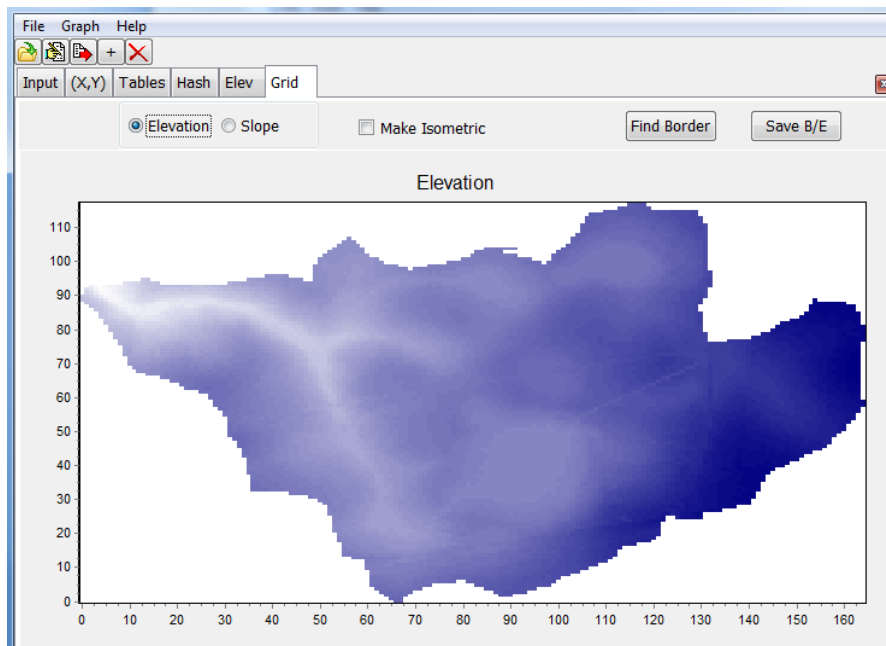 File Graph Help
+
Input (X,Y) Tables Hash Elev Grid
Elevation Slope Make Isometric Find Border Save B/E
Elevation
110
100
90
80
70
60
50
40
30
20
10
0
0 10 20 30 40 50 60 70 80 90 100 110 120 130 140 150 160